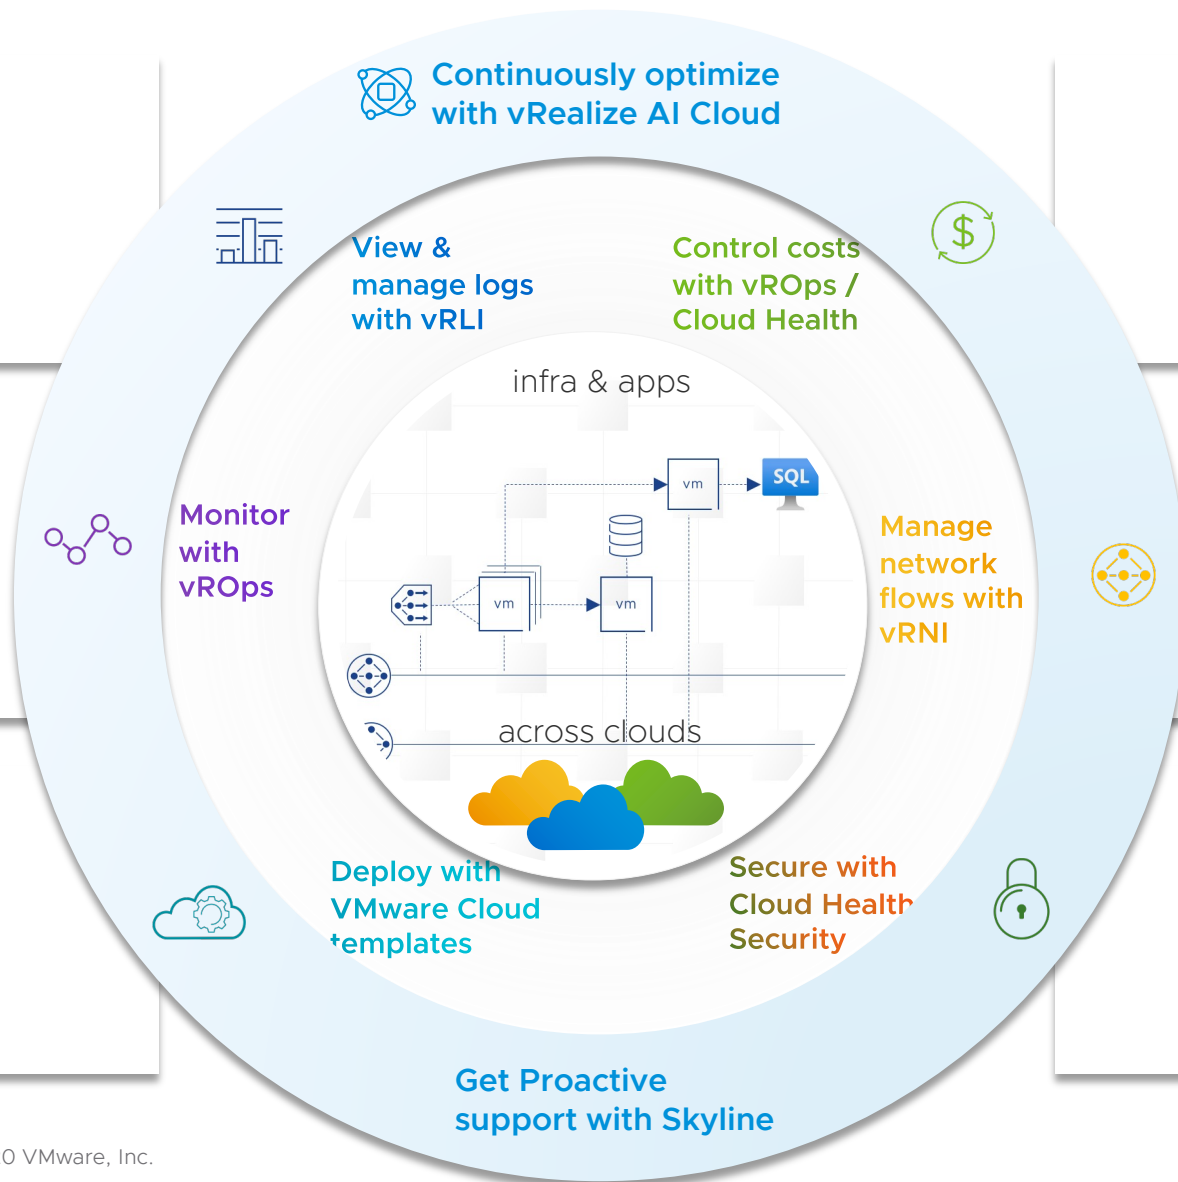 Continuously optimize
with vRealize AI Cloud
$
View &
manage logs
with vRLI
Control costs
with vROps /
Cloud Health
infra & apps
vm
SQL
Monitor
with
vROps
vm
vm
Manage
network
flows with
vRNI
across clouds
Deploy with
VMware Cloud
templates
Secure with
Cloud Health
Security
Get Proactive
support with Skyline
0 VMware, Inc.